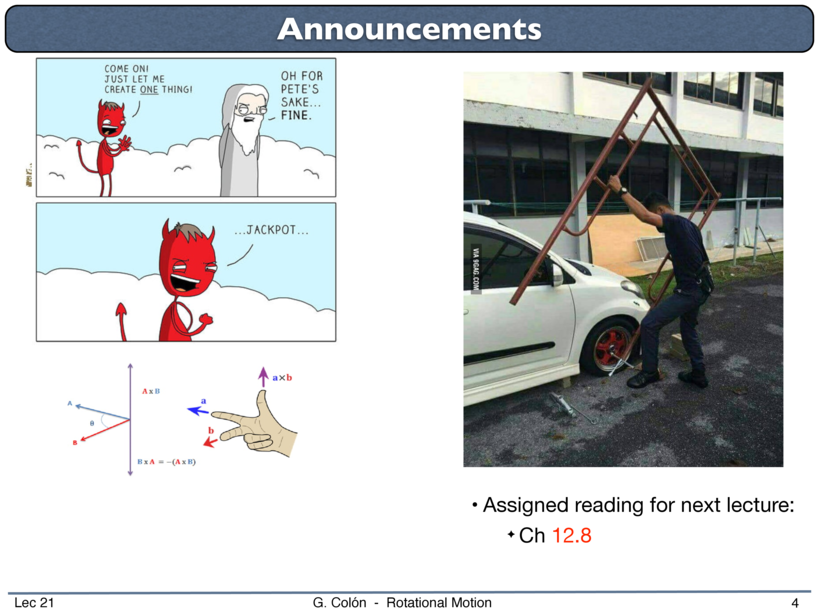 Announcements
COME ON!
JUST LET ME
CREATE ONE THING!
OH FOR
PETE'S
SAKE...
FINE.
...JACKPOT...
A x B
A
θ
B
B x A = -(A x B)
a×b
a
b
VIA 9GAG.COM
• Assigned reading for next lecture:
✦ Ch 12.8
Lec 21
G. Colón - Rotational Motion
4